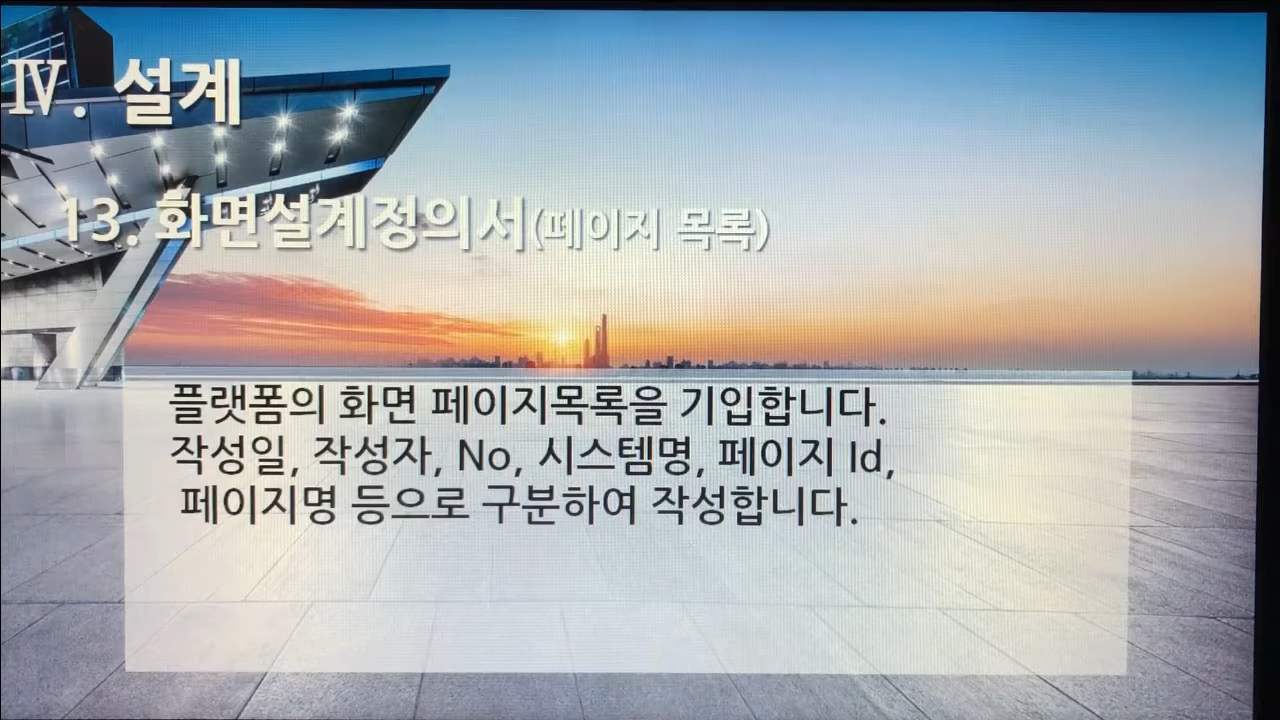 Ⅳ. 설계
13. 화면설계정의서(페이지 목록)
플랫폼의 화면 페이지목록을 기입합니다.
작성일, 작성자, No, 시스템명, 페이지 Id,
페이지명 등으로 구분하여 작성합니다.